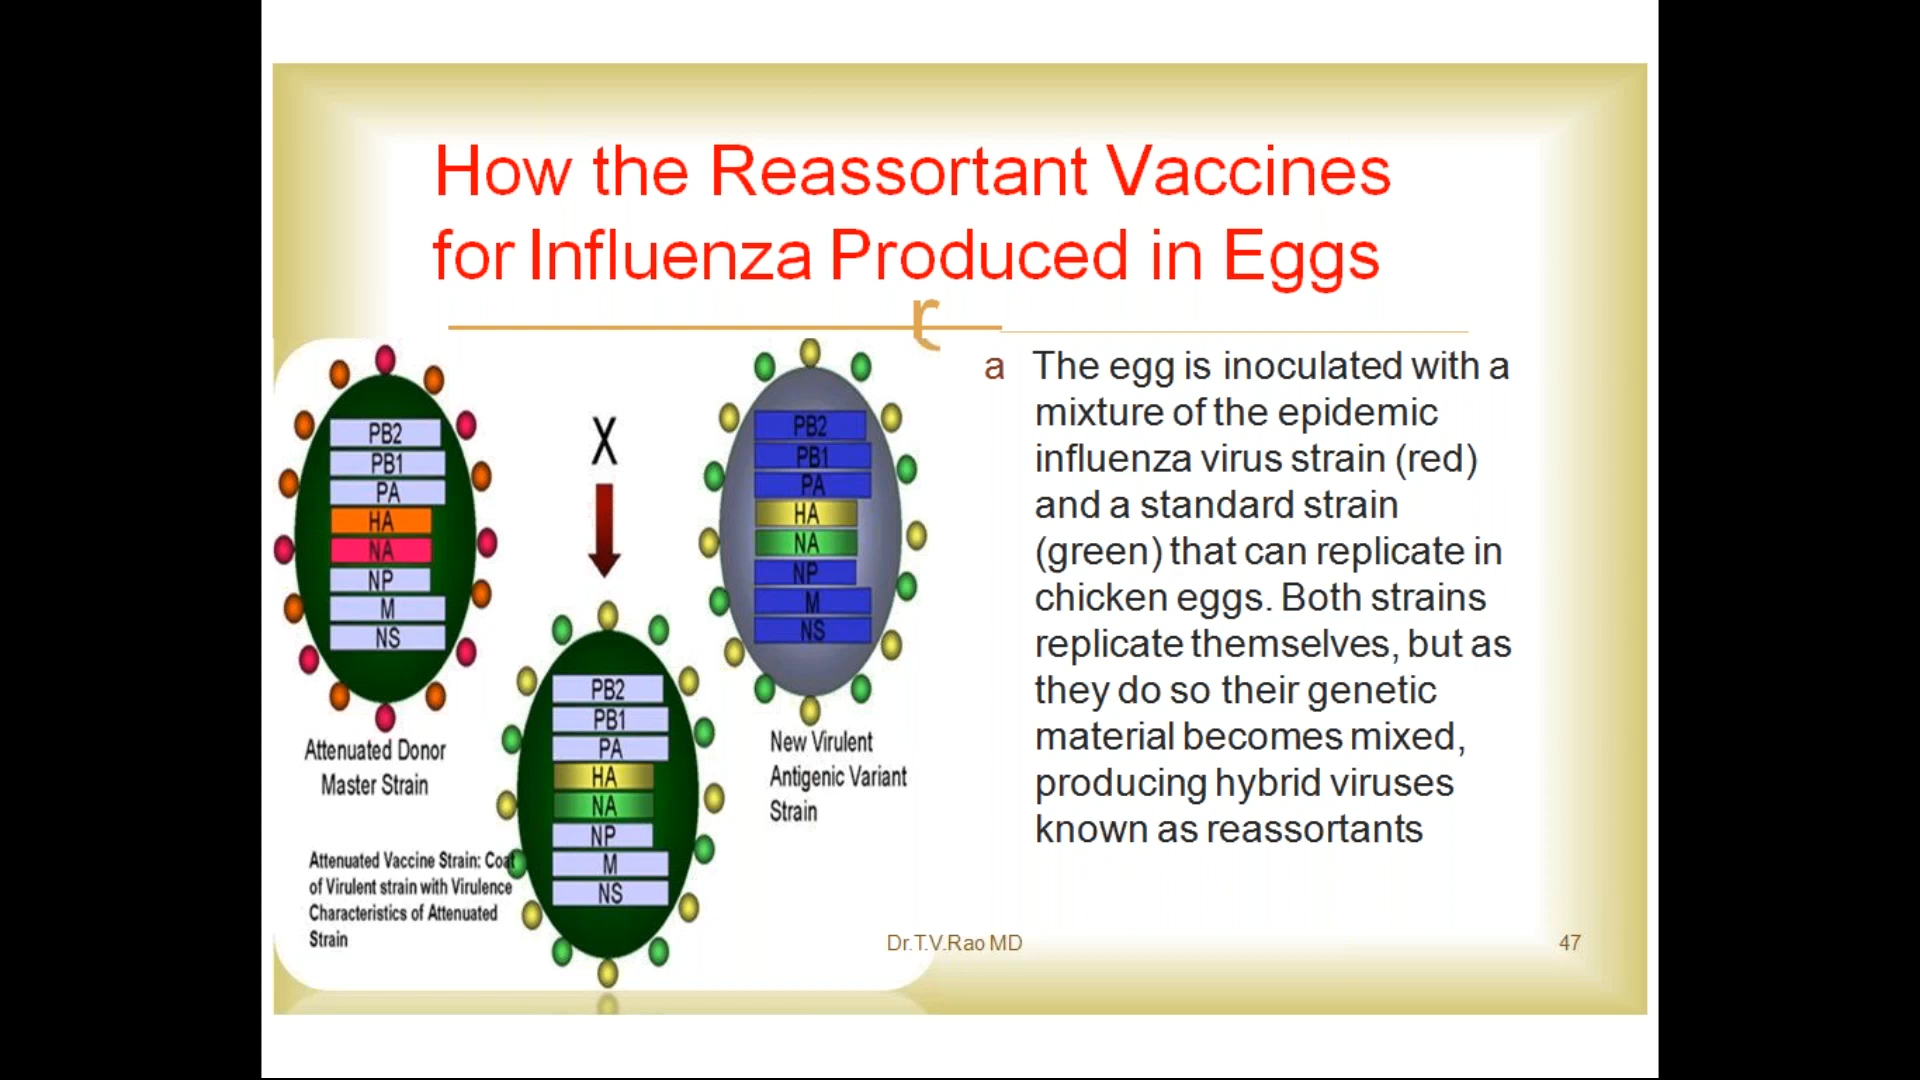 How the Reassortant Vaccines
for Influenza Produced in Eggs
r
a The egg is inoculated with a
mixture of the epidemic
influenza virus strain (red)
and a standard strain
(green) that can replicate in
chicken eggs. Both strains
replicate themselves, but as
they do so their genetic
material becomes mixed,
producing hybrid viruses
known as reassortants
PB2
PB1
PA
HA
NA
NP
M
NS
Attenuated Donor
Master Strain
X
PB2
PB1
PA
HA
NA
NP
M
NS
New Virulent
Antigenic Variant
Strain
PB2
PB1
PA
HA
NA
NP
M
NS
Attenuated Vaccine Strain: Coat
of Virulent strain with Virulence
Characteristics of Attenuated
Strain
Dr.T.V.Rao MD
47